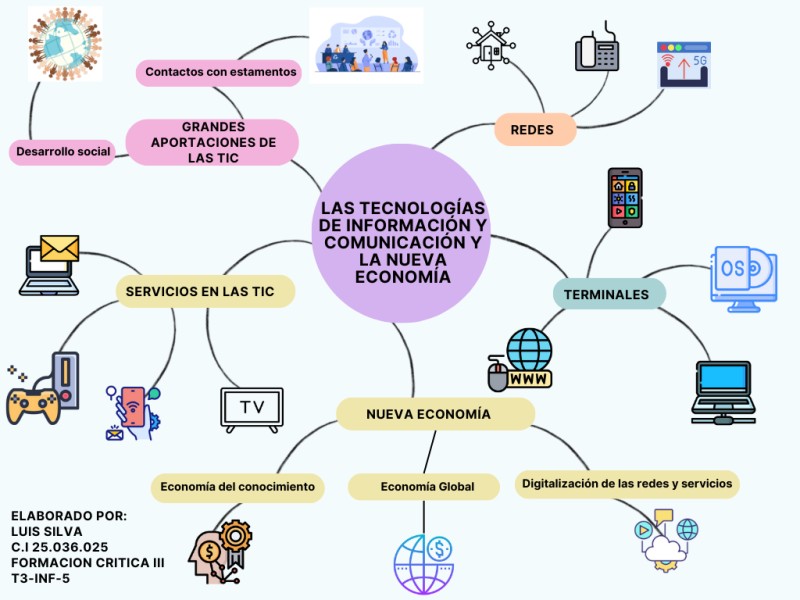 Contactos con estamentos
GRANDES
APORTACIONES DE
LAS TIC
Desarrollo social
REDES
5G
LAS TECNOLOGÍAS
DE INFORMACIÓN Y
COMUNICACIÓN Y
LA NUEVA
ECONOMÍA
SERVICIOS EN LAS TIC
TERMINALES
OS
WWW
TV
NUEVA ECONOMÍA
Economía del conocimiento
Economía Global
Digitalización de las redes y servicios
ELABORADO POR:
LUIS SILVA
C.I 25.036.025
FORMACION CRITICA III
T3-INF-5